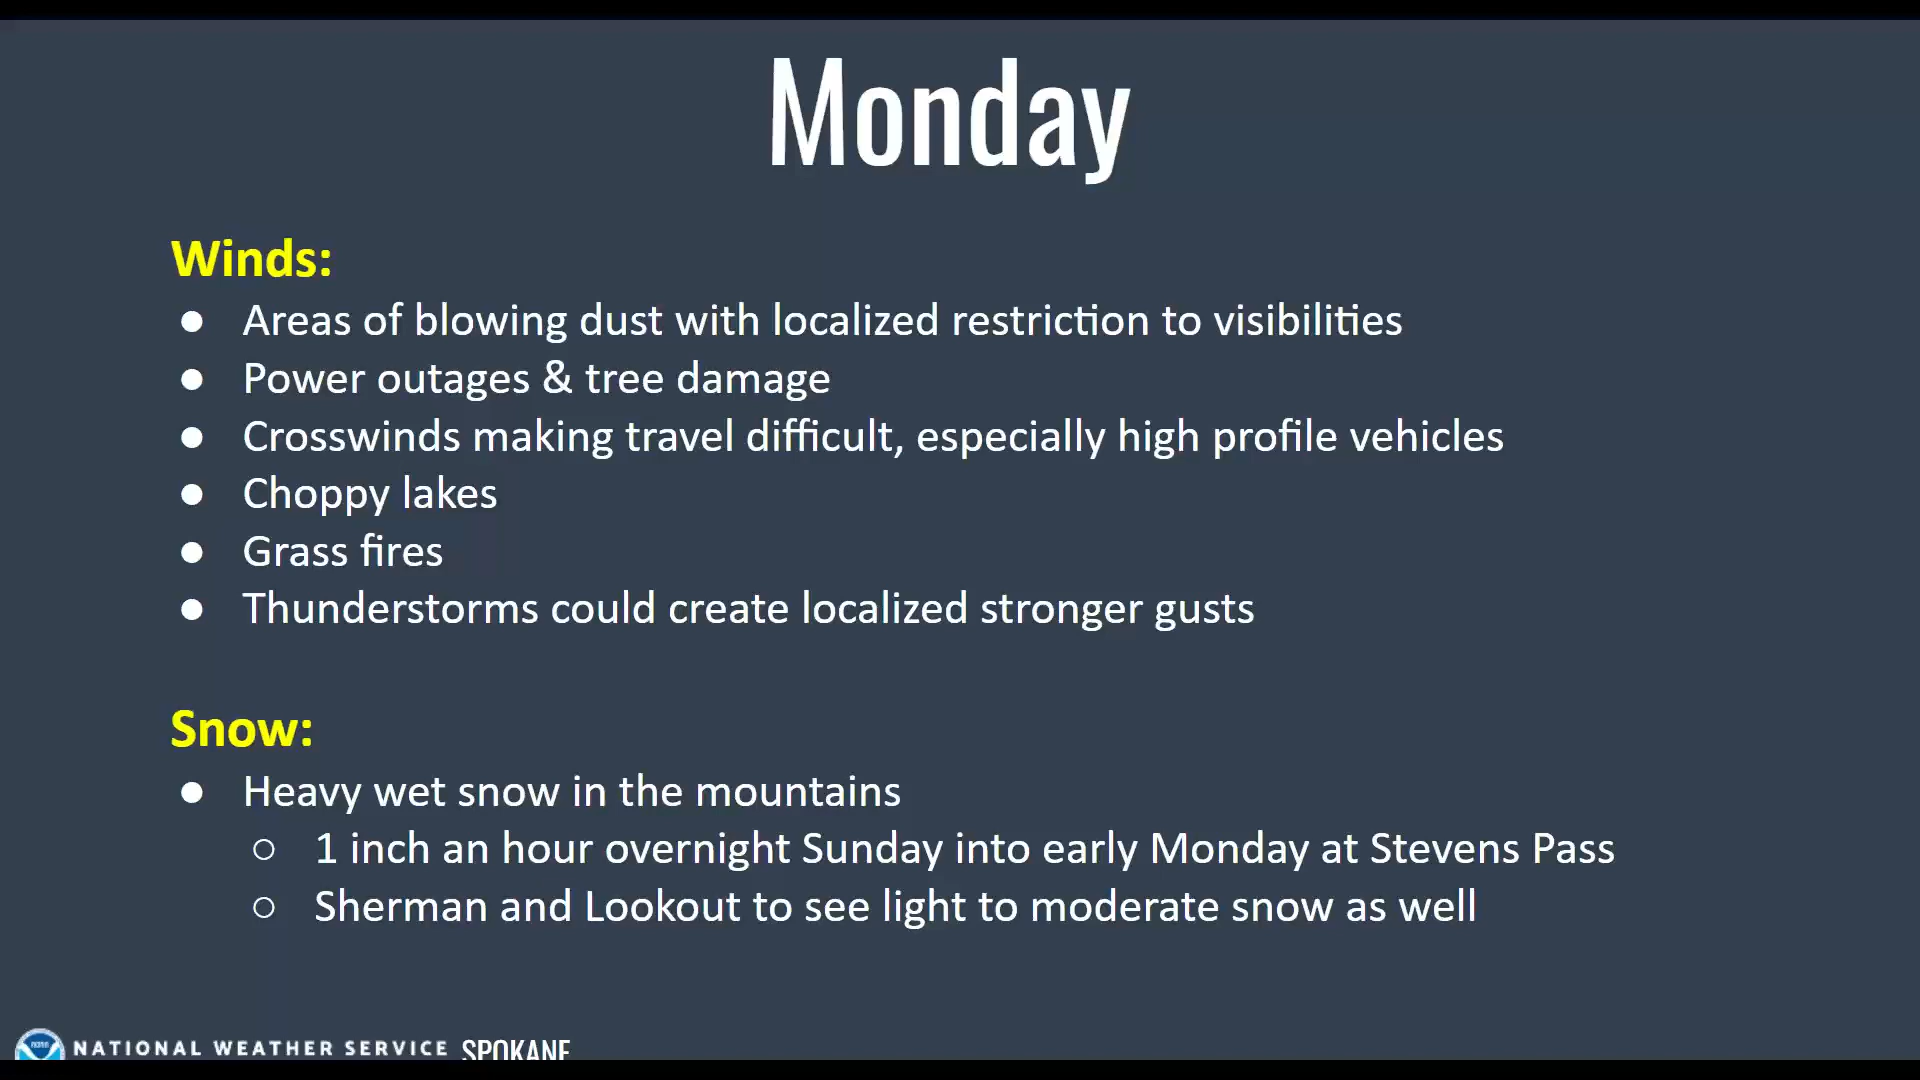 Monday
Winds:
● Areas of blowing dust with localized restriction to visibilities
● Power outages & tree damage
● Crosswinds making travel difficult, especially high profile vehicles
● Choppy lakes
● Grass fires
● Thunderstorms could create localized stronger gusts
Snow:
● Heavy wet snow in the mountains
○ 1 inch an hour overnight Sunday into early Monday at Stevens Pass
○ Sherman and Lookout to see light to moderate snow as well
NATIONAL WEATHER SERVICE SPOKANE